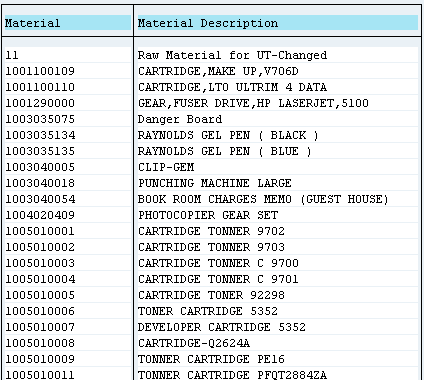 Material Material Description
11 Raw Material for UT-Changed
1001100109 CARTRIDGE,MAKE UP,V706D
1001100110 CARTRIDGE,LTO ULTRIM 4 DATA
1001290000 GEAR,FUSER DRIVE,HP LASERJET,5100
1003035075 Danger Board
1003035134 RAYNOLDS GEL PEN ( BLACK )
1003035135 RAYNOLDS GEL PEN ( BLUE )
1003040005 CLIP-GEM
1003040018 PUNCHING MACHINE LARGE
1003040054 BOOK ROOM CHARGES MEMO (GUEST HOUSE)
1004020409 PHOTOCOPIER GEAR SET
1005010001 CARTRIDGE TONNER 9702
1005010002 CARTRIDGE TONNER 9703
1005010003 CARTRIDGE TONNER C 9700
1005010004 CARTRIDGE TONNER C 9701
1005010005 CARTRIDGE TONER 92298
1005010006 TONER CARTRIDGE 5352
1005010007 DEVELOPER CARTRIDGE 5352
1005010008 CARTRIDGE-Q2624A
1005010009 TONNER CARTRIDGE PE16
1005010011 TONNER CARTRIDGE PFQT2884ZA